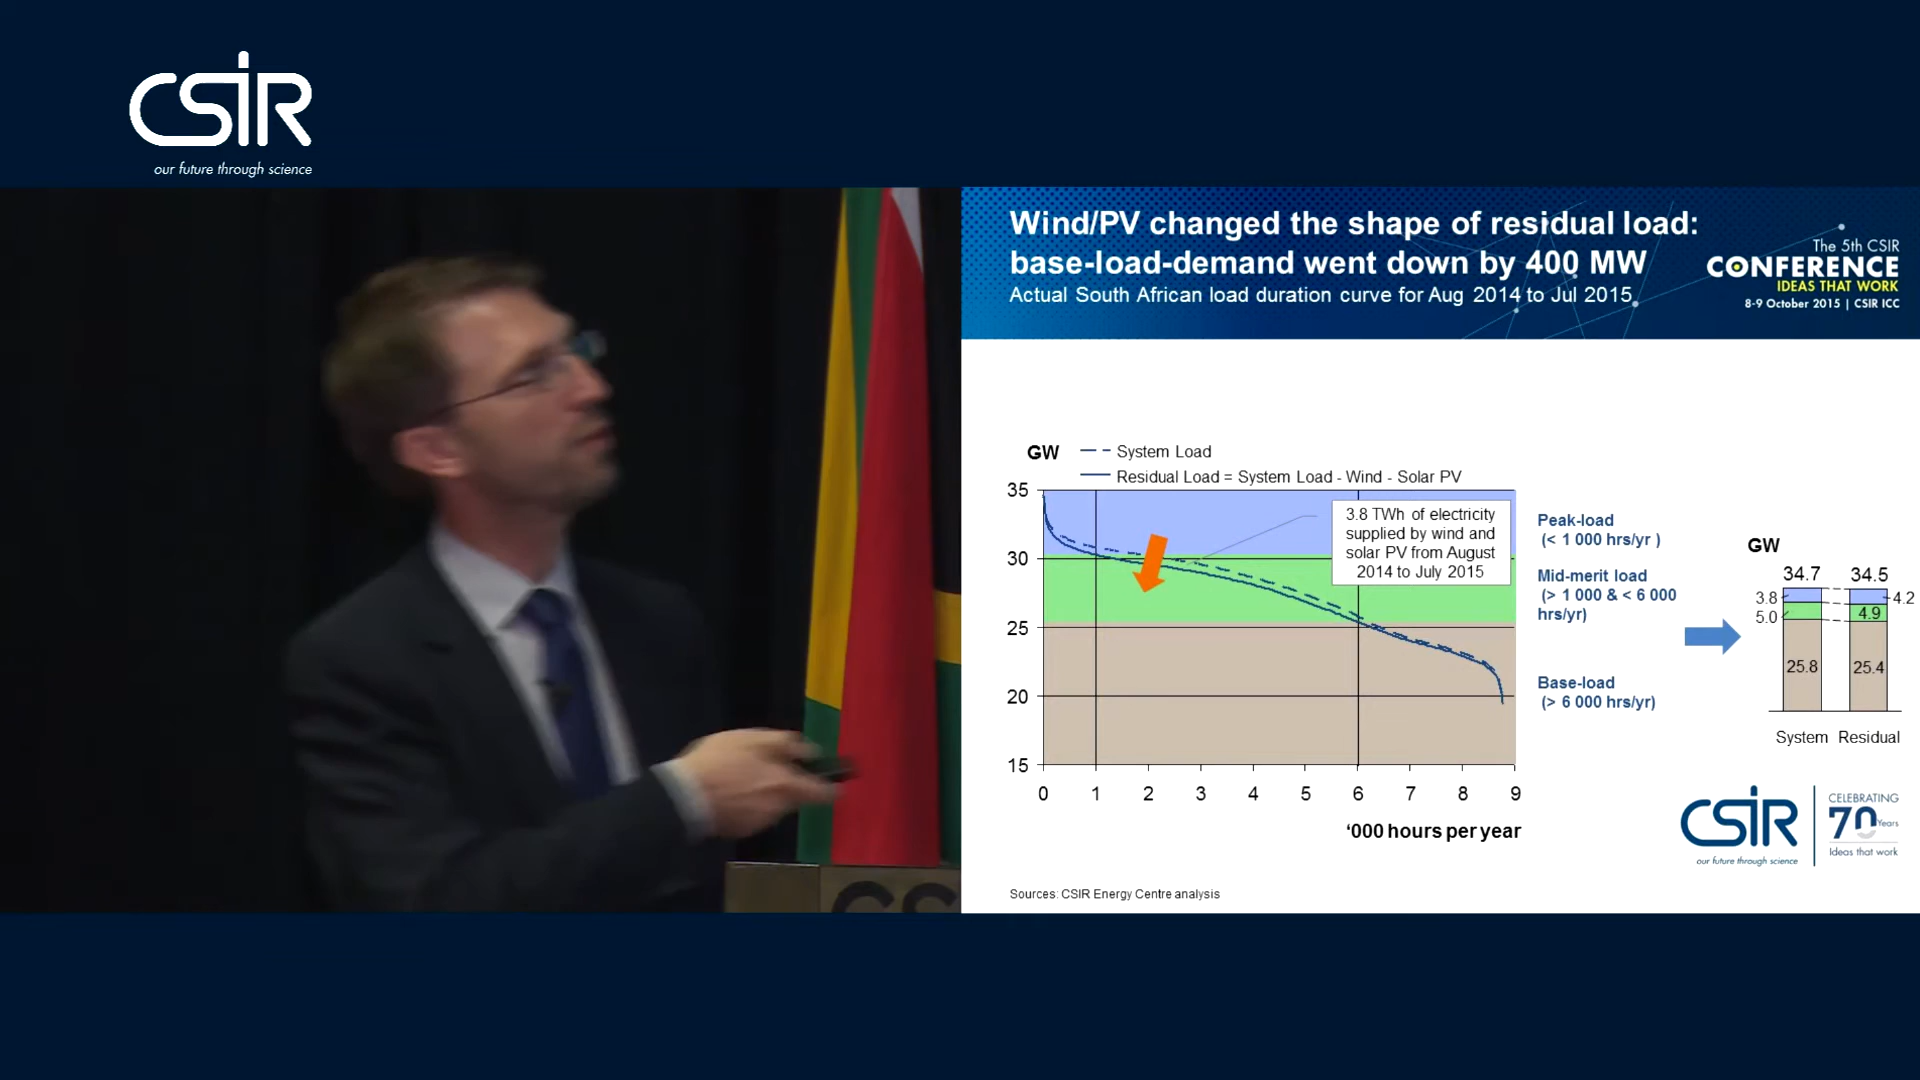 CSIR
our future through science
Wind/PV changed the shape of residual load:
base-load-demand went down by 400 MW
Actual South African load duration curve for Aug 2014 to Jul 2015
The 5th CSIR
CONFERENCE
IDEAS THAT WORK
8-9 October 2015 | CSIR ICC
GW
System Load
Residual Load = System Load - Wind - Solar PV
35
30
25
20
15
0 1 2 3 4 5 6 7 8 9
'000 hours per year
3.8 TWh of electricity
supplied by wind and
solar PV from August
2014 to July 2015
Peak-load
(< 1 000 hrs/yr )
Mid-merit load
(> 1 000 & < 6 000
hrs/yr)
Base-load
(> 6 000 hrs/yr)
GW
34.7 34.5
3.8 4.2
5.0 4.9
25.8 25.4
System Residual
CSIR
our future through science
CELEBRATING
70 Years
Ideas that work
Sources: CSIR Energy Centre analysis
CS